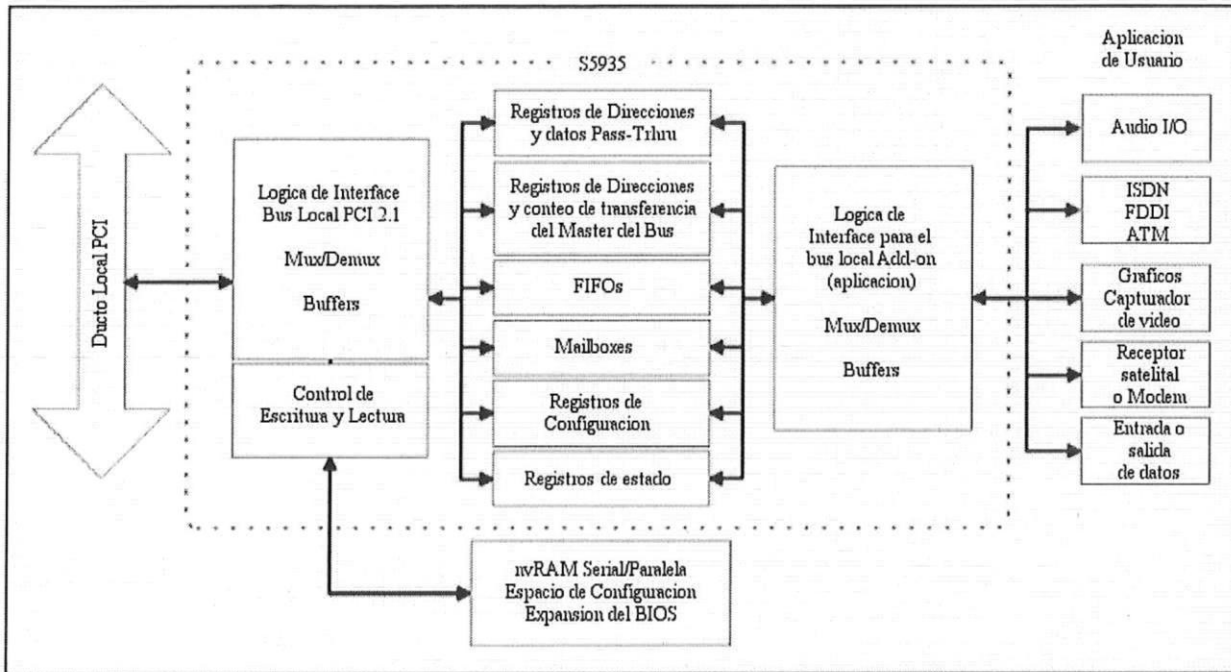 S5935
Aplicacion
de Usuario
Ducto Local PCI
Logica de Interface
Bus Local PCI 2.1
Mux/Demux
Buffers
Control de
Escritura y Lectura
Registros de Direcciones
y datos Pass-Trhru
Registros de Direcciones
y conteo de transferencia
del Master del Bus
FIFOs
Mailboxes
Registros de
Configuracion
Registros de estado
Logica de
Interface para el
bus local Add-on
(aplicacion)
Mux/Demux
Buffers
Audio I/O
ISDN
FDDI
ATM
Graficos
Capturador
de video
Receptor
satelital
o Modem
Entrada o
salida
de datos
nvRAM Serial/Paralela
Espacio de Configuracion
Expansion del BIOS